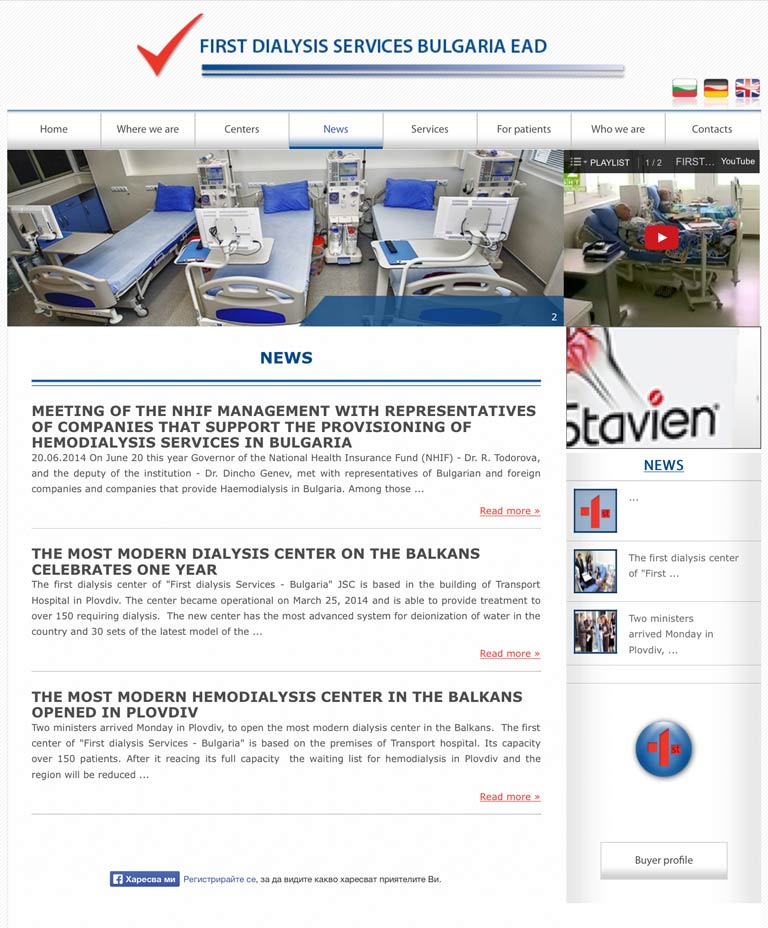 FIRST DIALYSIS SERVICES BULGARIA EAD
Home
Where we are
Centers
News
Services
For patients
Who we are
Contacts
PLAYLIST
1 / 2
FIRST...
YouTube
2
NEWS
MEETING OF THE NHIF MANAGEMENT WITH REPRESENTATIVES
OF COMPANIES THAT SUPPORT THE PROVISIONING OF
HEMODIALYSIS SERVICES IN BULGARIA
20.06.2014 On June 20 this year Governor of the National Health Insurance Fund (NHIF) - Dr. R. Todorova,
and the deputy of the institution - Dr. Dincho Genev, met with representatives of Bulgarian and foreign
companies and companies that provide Haemodialysis in Bulgaria. Among those ...
Read more »
THE MOST MODERN DIALYSIS CENTER ON THE BALKANS
CELEBRATES ONE YEAR
The first dialysis center of "First dialysis Services - Bulgaria" JSC is based in the building of Transport
Hospital in Plovdiv. The center became operational on March 25, 2014 and is able to provide treatment to
over 150 requiring dialysis. The new center has the most advanced system for deionization of water in the
country and 30 sets of the latest model of the ...
Read more »
THE MOST MODERN HEMODIALYSIS CENTER IN THE BALKANS
OPENED IN PLOVDIV
Two ministers arrived Monday in Plovdiv, to open the most modern dialysis center in the Balkans. The first
center of "First dialysis Services - Bulgaria" is based on the premises of Transport hospital. Its capacity
over 150 patients. After it reacing its full capacity the waiting list for hemodialysis in Plovdiv and the
region will be reduced ...
Read more »
Харесва ми
Регистрирайте се, за да видите какво харесват приятелите Ви.
Stavien
NEWS
1st
...
The first dialysis center
of "First ...
Two ministers
arrived Monday in
Plovdiv, ...
1st
Buyer profile